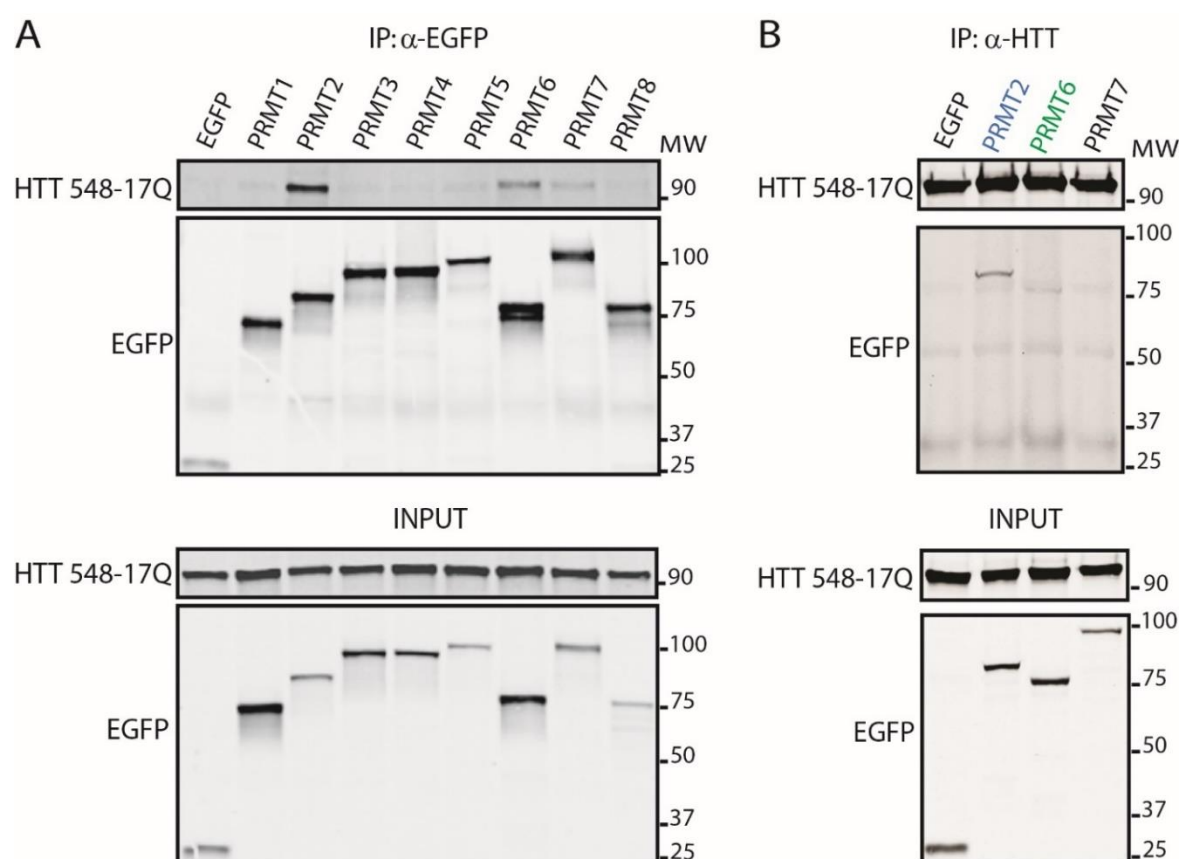 A
IP: α-EGFP
EGFP PRMT1 PRMT2 PRMT3 PRMT4 PRMT5 PRMT6 PRMT7 PRMT8 MW
HTT 548-17Q 90
100
75
EGFP
50
37
25
INPUT
HTT 548-17Q 90
100
75
EGFP
50
37
25
B
IP: α-HTT
EGFP PRMT2 PRMT6 PRMT7 MW
HTT 548-17Q 90
100
75
EGFP
50
37
25
INPUT
HTT 548-17Q 90
100
75
EGFP
50
37
25